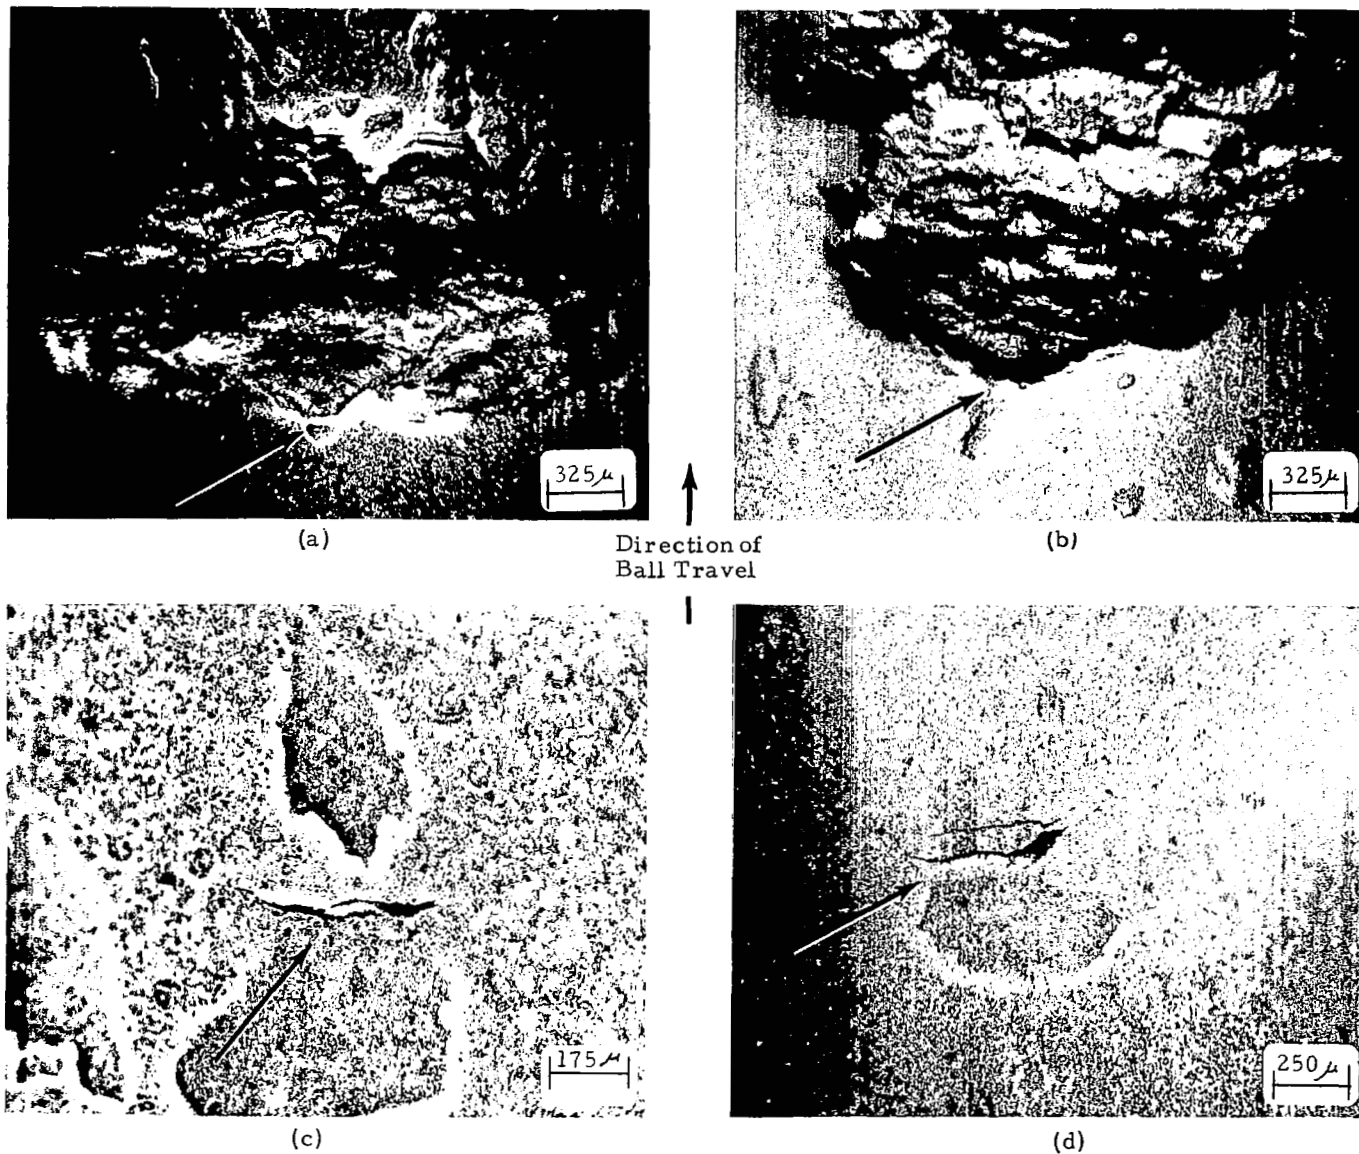 325μ
325μ
(a)
Direction of
Ball Travel
(b)
175μ
250μ
(c)
(d)